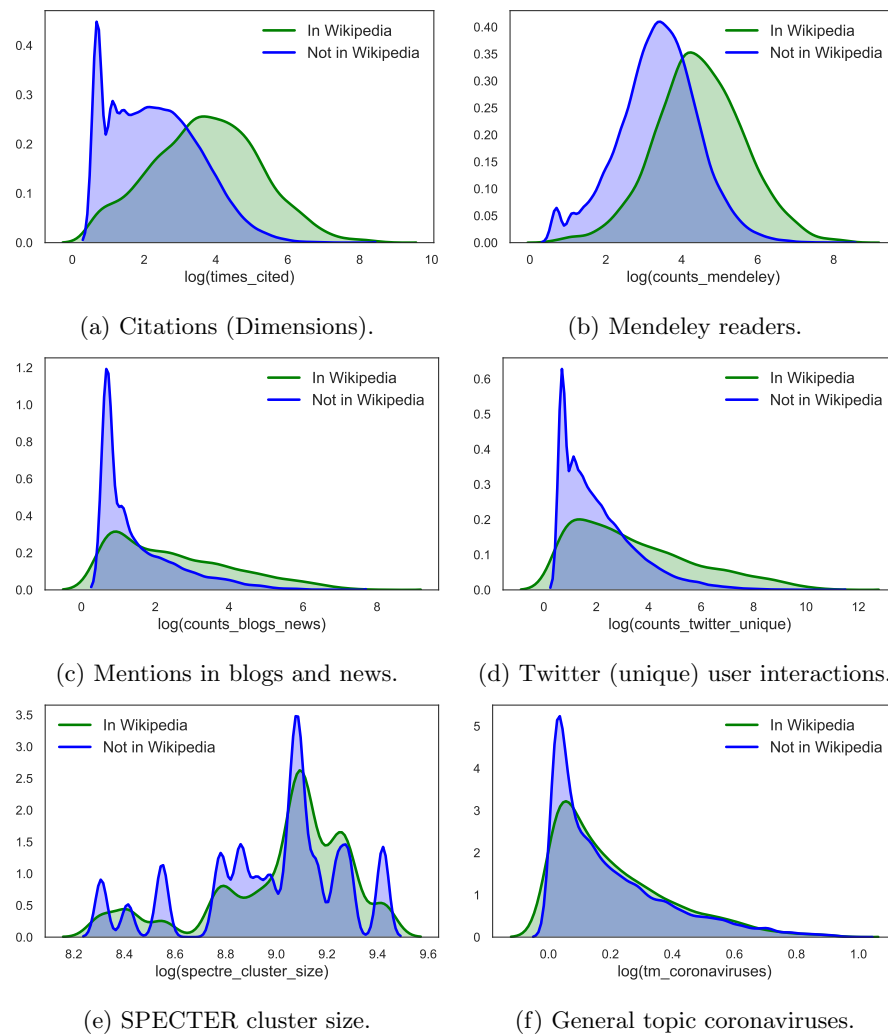 In Wikipedia
Not in Wikipedia
0.4
0.3
0.2
0.1
0.0
0 2 4 6 8 10
log(times_cited)
(a) Citations (Dimensions).
In Wikipedia
Not in Wikipedia
0.40
0.35
0.30
0.25
0.20
0.15
0.10
0.05
0.00
0 2 4 6 8
log(counts_mendeley)
(b) Mendeley readers.
In Wikipedia
Not in Wikipedia
1.2
1.0
0.8
0.6
0.4
0.2
0.0
0 2 4 6 8
log(counts_blogs_news)
(c) Mentions in blogs and news.
In Wikipedia
Not in Wikipedia
0.6
0.5
0.4
0.3
0.2
0.1
0.0
0 2 4 6 8 10 12
log(counts_twitter_unique)
(d) Twitter (unique) user interactions.
In Wikipedia
Not in Wikipedia
3.5
3.0
2.5
2.0
1.5
1.0
0.5
0.0
8.2 8.4 8.6 8.8 9.0 9.2 9.4 9.6
log(spectre_cluster_size)
(e) SPECTER cluster size.
In Wikipedia
Not in Wikipedia
5
4
3
2
1
0
0.0 0.2 0.4 0.6 0.8 1.0
log(tm_coronaviruses)
(f) General topic coronaviruses.